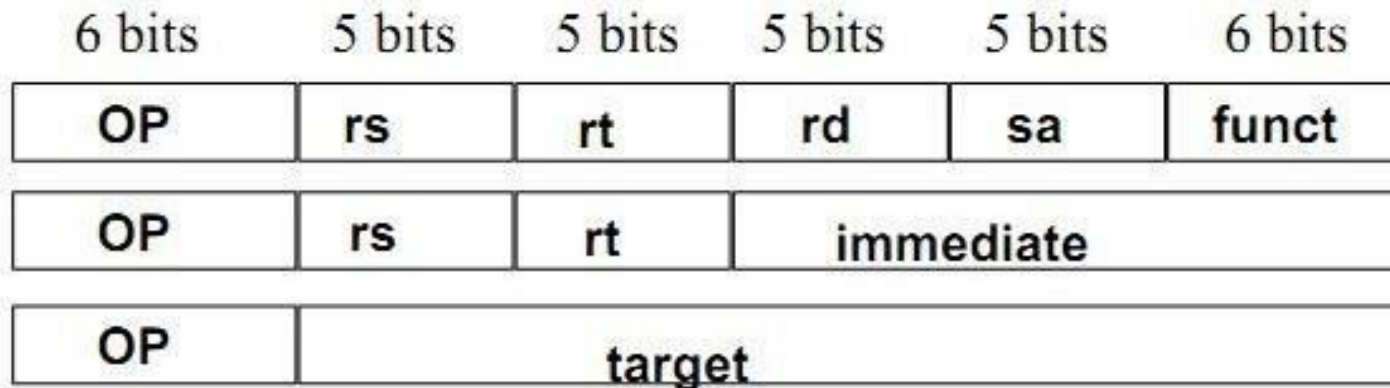 6 bits 5 bits 5 bits 5 bits 5 bits 6 bits
OP rs rt rd sa funct
OP rs rt immediate
OP target